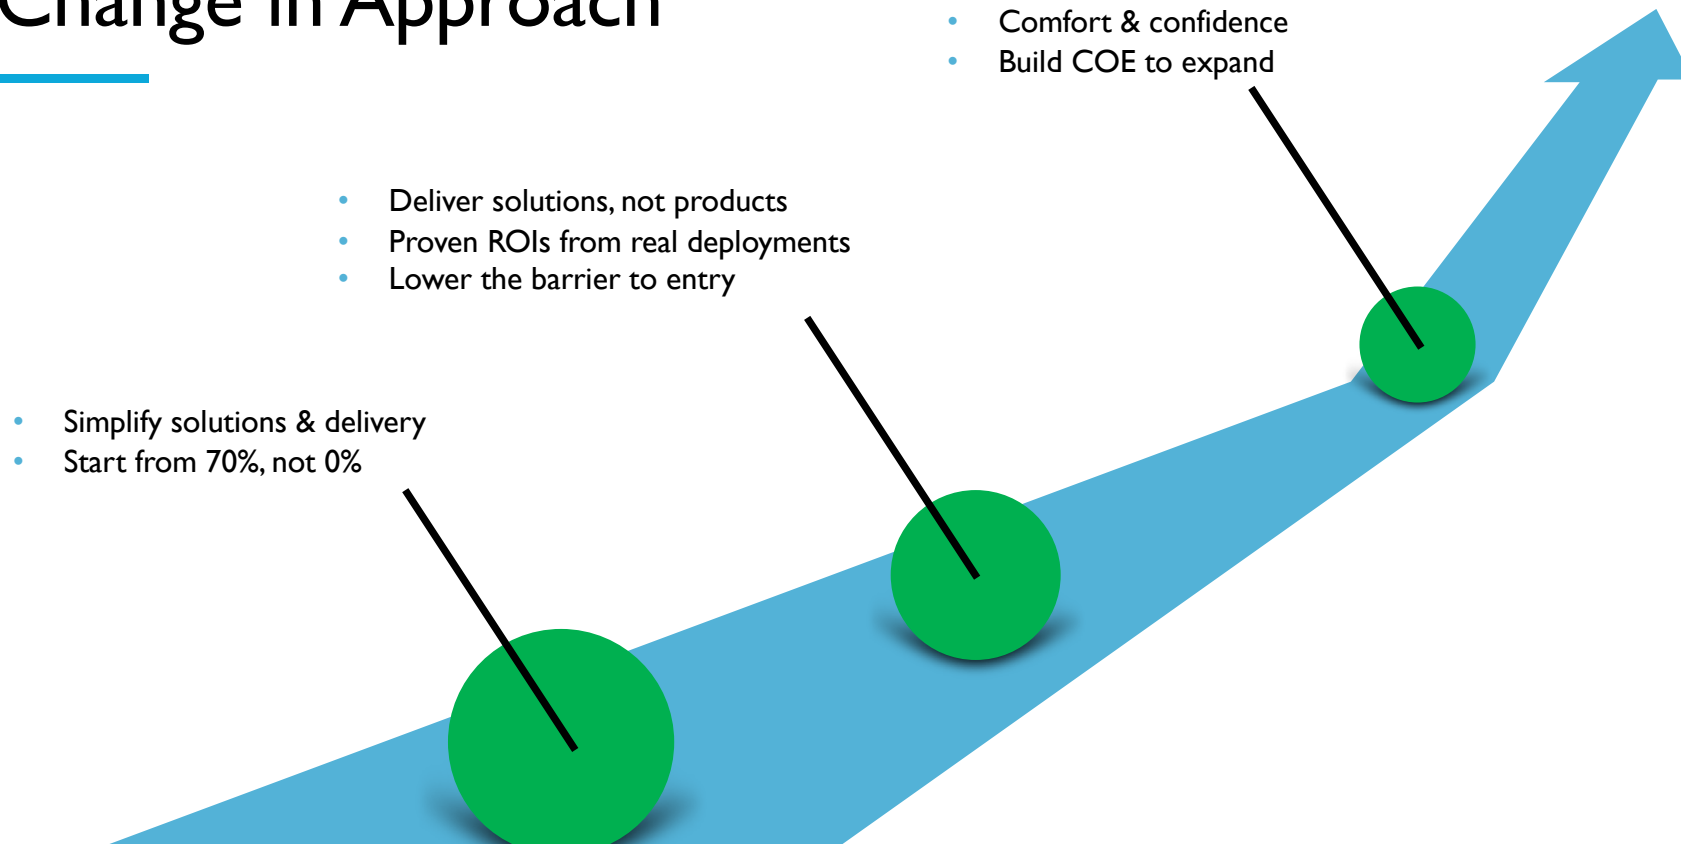 Change in Approach
• Comfort & confidence
• Build COE to expand
• Deliver solutions, not products
• Proven ROIs from real deployments
• Lower the barrier to entry
• Simplify solutions & delivery
• Start from 70%, not 0%